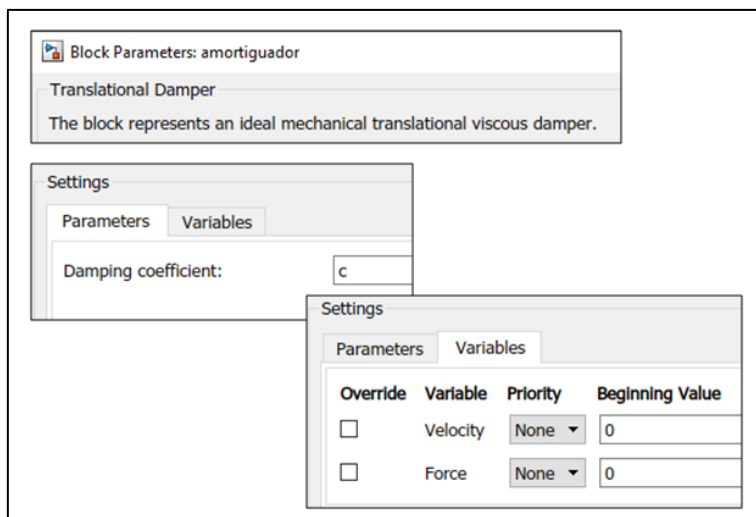 Block Parameters: amortiguador
Translational Damper
The block represents an ideal mechanical translational viscous damper.
Settings
Parameters Variables
Damping coefficient: c
Settings
Parameters Variables
Override Variable Priority Beginning Value
Velocity None 0
Force None 0